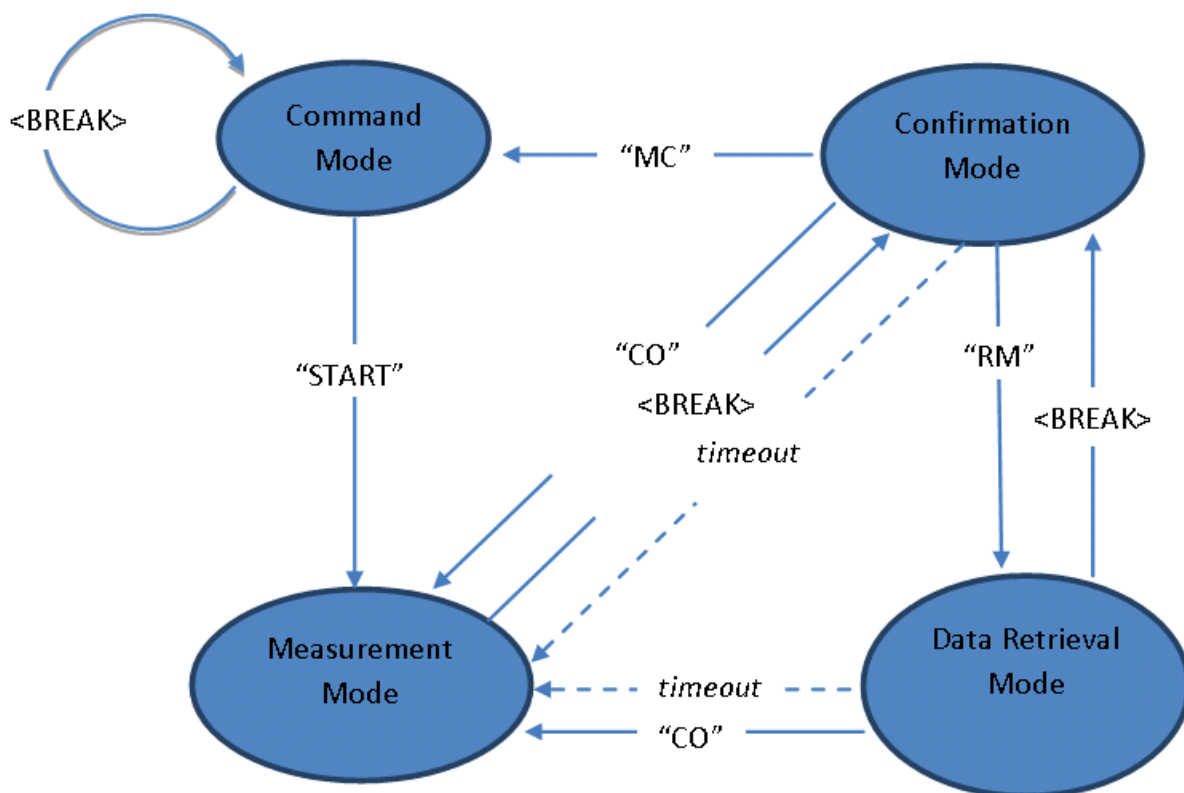 Command
Mode
<BREAK>
Confirmation
Mode
“MC”
“START”
“CO”
<BREAK>
timeout
“RM”
<BREAK>
Measurement
Mode
Data Retrieval
Mode
timeout
“CO”